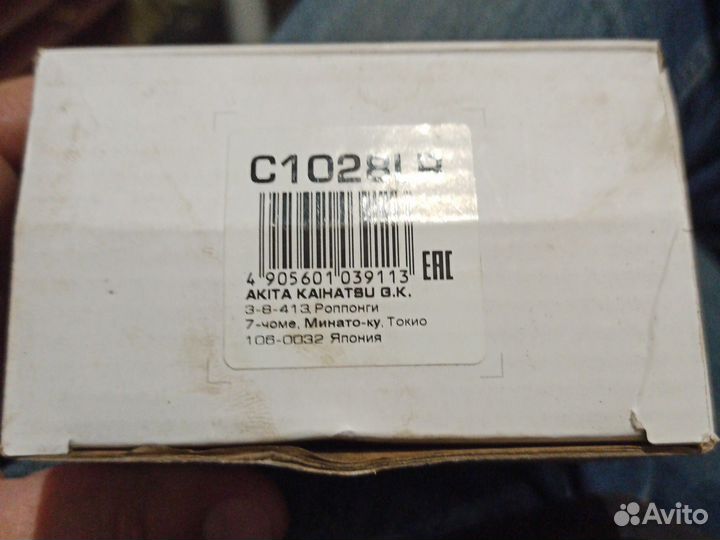 C1028LR
4 905601 039113 EAC
AKITA KAIHATSU G.K.
3-8-413, Роппонги
7-чоме, Минато-ку, Токио
106-0032 Япония
Avito